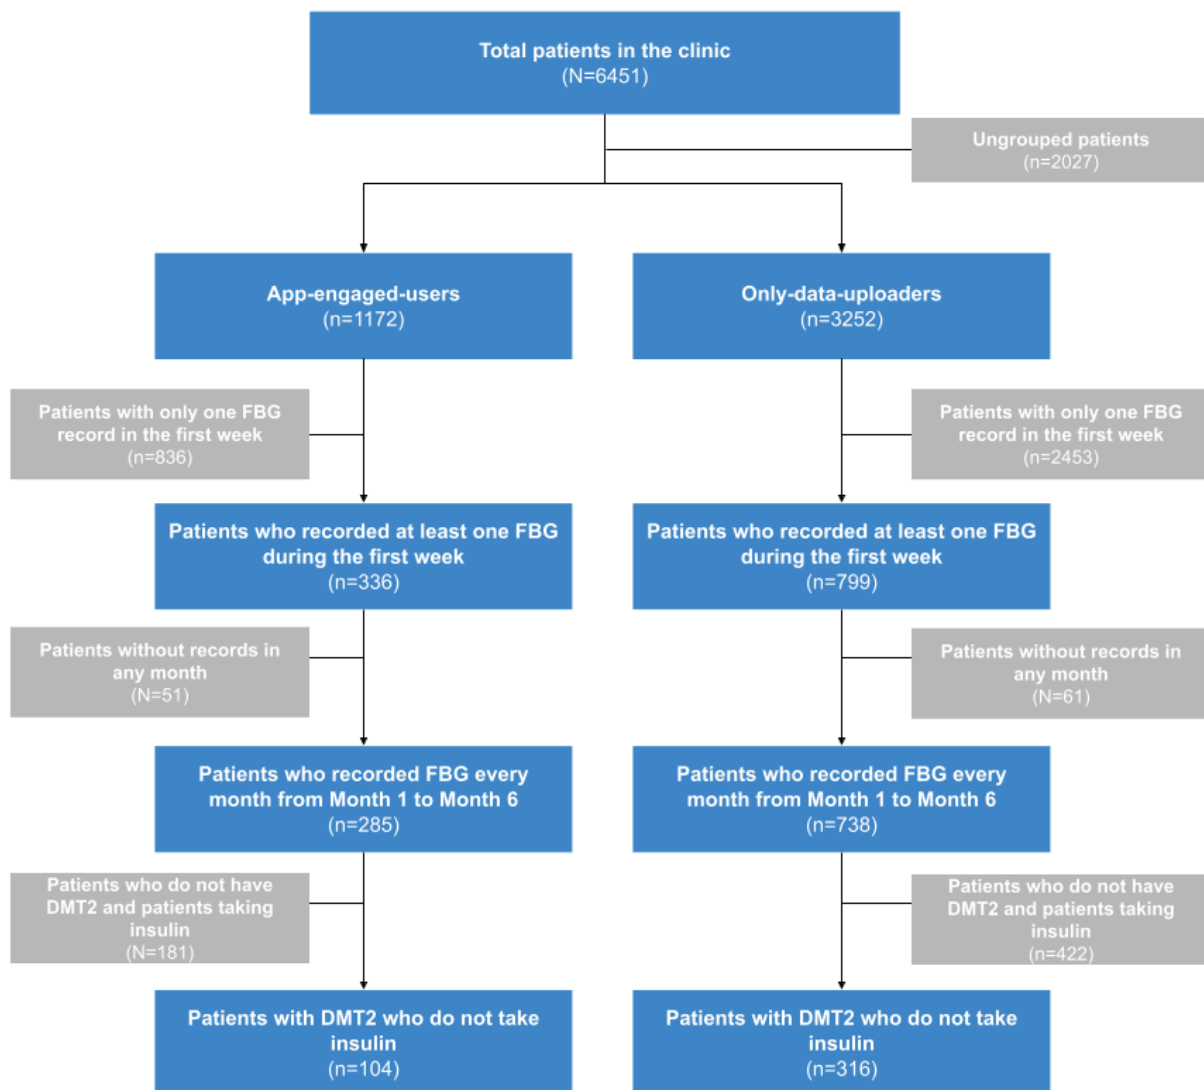 Total patients in the clinic
(N=6451)
Ungrouped patients
(n=2027)
App-engaged-users
(n=1172)
Only-data-uploaders
(n=3252)
Patients with only one FBG
record in the first week
(n=836)
Patients with only one FBG
record in the first week
(n=2453)
Patients who recorded at least one FBG
during the first week
(n=336)
Patients who recorded at least one FBG
during the first week
(n=799)
Patients without records in
any month
(N=51)
Patients without records in
any month
(N=61)
Patients who recorded FBG every
month from Month 1 to Month 6
(n=285)
Patients who recorded FBG every
month from Month 1 to Month 6
(n=738)
Patients who do not have
DMT2 and patients taking
insulin
(N=181)
Patients who do not have
DMT2 and patients taking
insulin
(n=422)
Patients with DMT2 who do not take
insulin
(n=104)
Patients with DMT2 who do not take
insulin
(n=316)